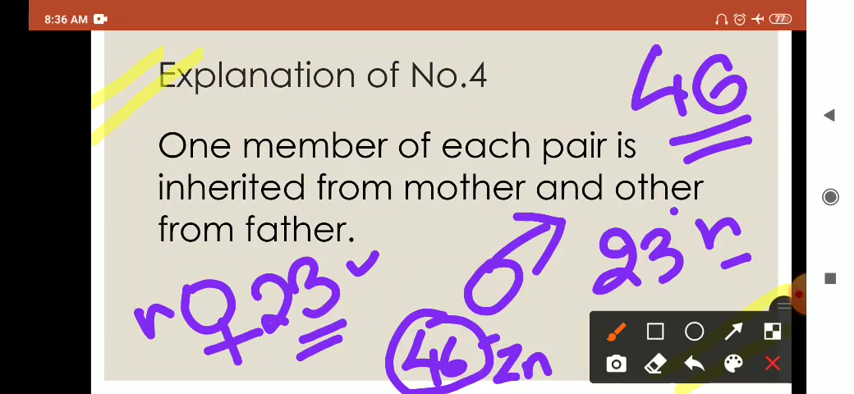 8:36 AM
77
Explanation of No.4
46
One member of each pair is
inherited from mother and other
from father.
23 n
n ♀ 23 ✓
♂
46 2n